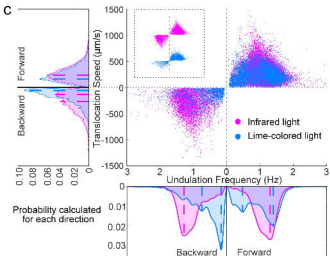 C
1500
1000
500
0
500
1000
-1500
Translocation Speed (µm/s)
Forward
Backward
0.10 0.08 0.06 0.04 0.02 0
Probability calculated
for each direction
Infrared light
Lime-colored light
3 2 1 0 1 2 3
Undulation Frequency (Hz)
0
0.01
0.02
0.03
Backward Forward